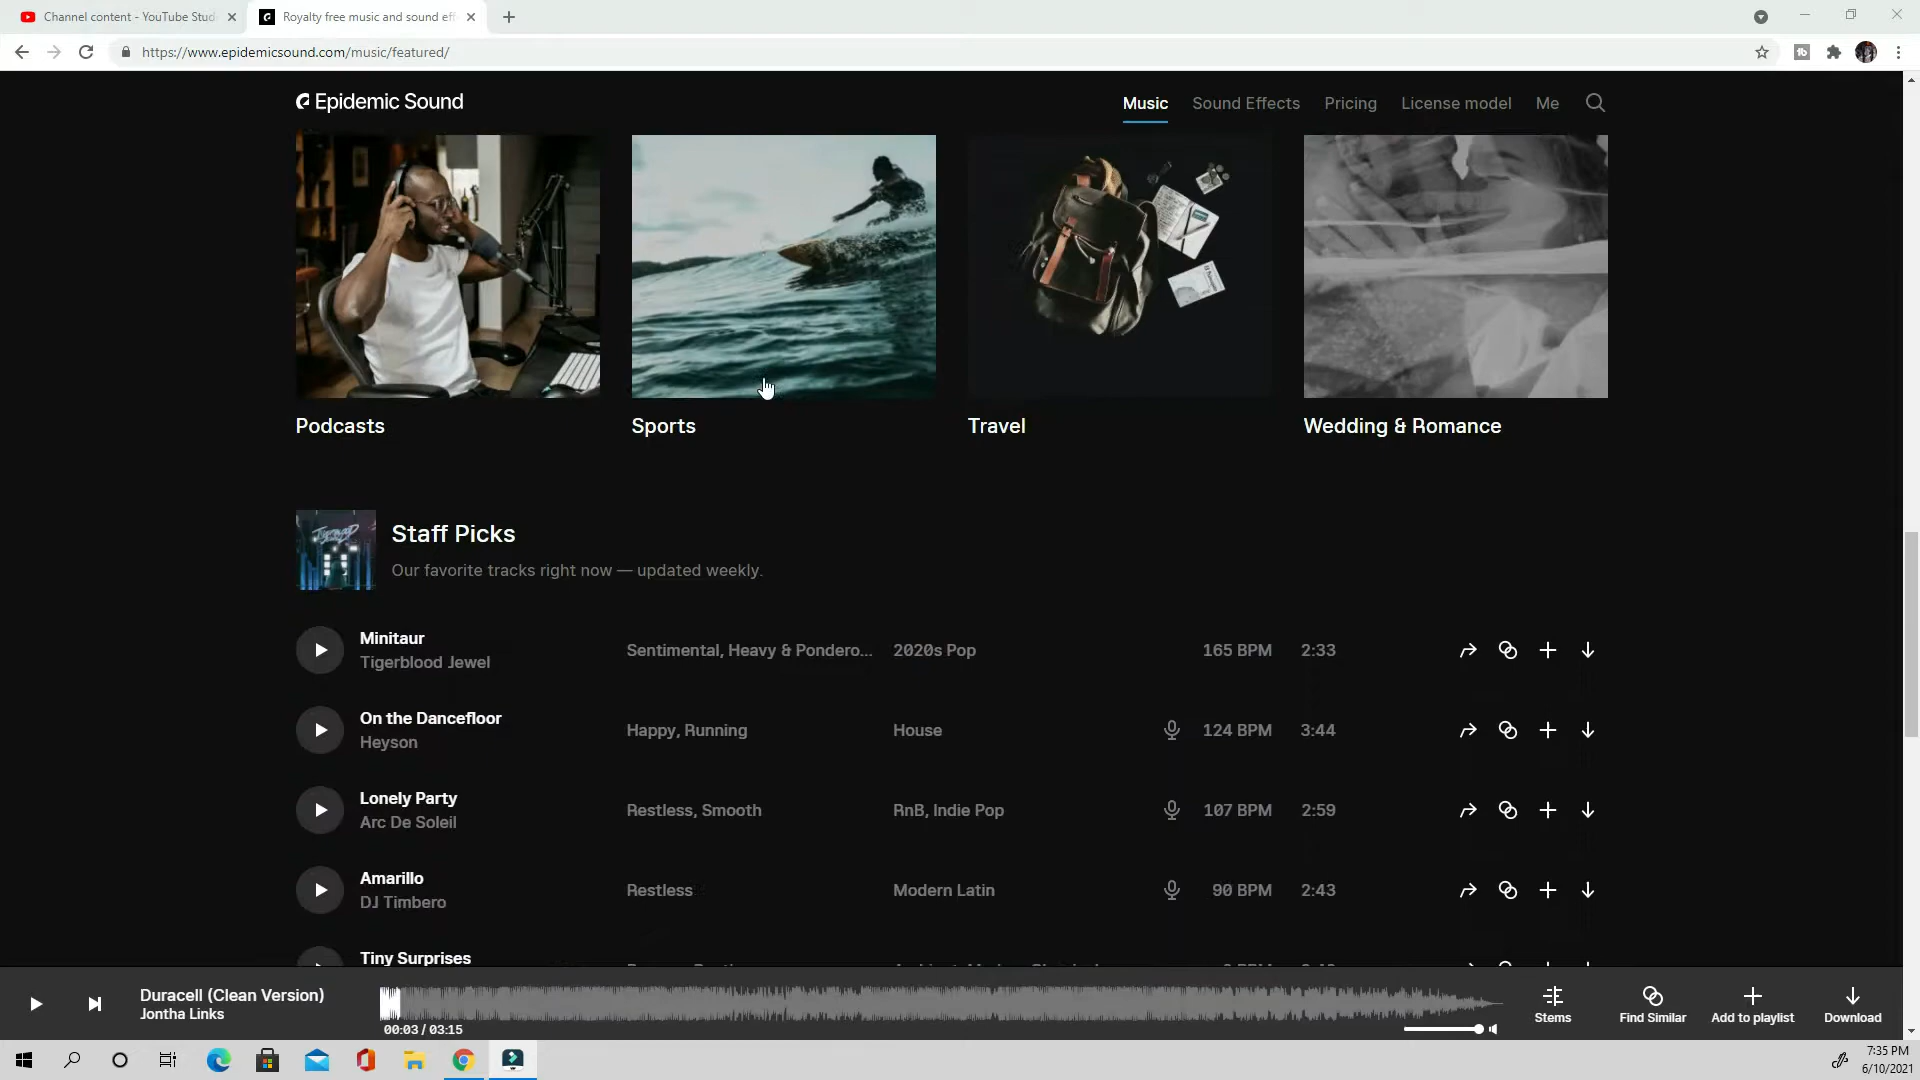 Channel content - YouTube Stud
Royalty free music and sound eff
https://www.epidemicsound.com/music/featured/
Epidemic Sound
Music
Sound Effects
Pricing
License model
Me
Podcasts
Sports
Travel
Wedding & Romance
Staff Picks
Our favorite tracks right now — updated weekly.
Minitaur
Tigerblood Jewel
Sentimental, Heavy & Pondero...
2020s Pop
165 BPM
2:33
On the Dancefloor
Heyson
Happy, Running
House
124 BPM
3:44
Lonely Party
Arc De Soleil
Restless, Smooth
RnB, Indie Pop
107 BPM
2:59
Amarillo
DJ Timbero
Restless
Modern Latin
90 BPM
2:43
Tiny Surprises
Duracell (Clean Version)
Jontha Links
00:03 / 03:15
Stems
Find Similar
Add to playlist
Download
7:35 PM
6/10/2021